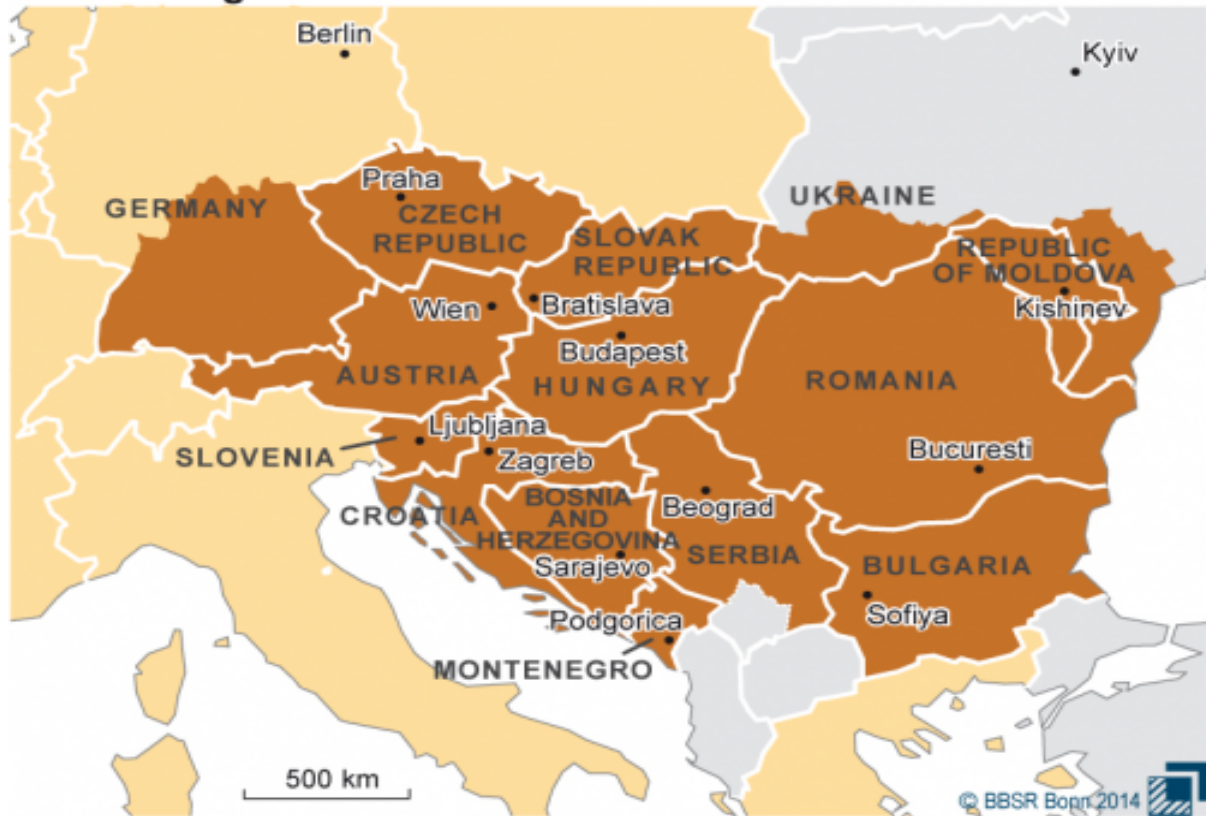 Berlin
Kyiv
Praha
GERMANY
UKRAINE
CZECH
REPUBLIC
SLOVAK
REPUBLIC
REPUBLIC
OF MOLDOVA
Kishinev
Wien
Bratislava
Budapest
AUSTRIA
HUNGARY
ROMANIA
Ljubljana
SLOVENIA
Zagreb
Bucuresti
CROATIA
BOSNIA
AND
HERZEGOVINA
Beograd
SERBIA
Sarajevo
BULGARIA
Sofiya
Podgorica
MONTENEGRO
500 km
© BBSR Bonn 2014